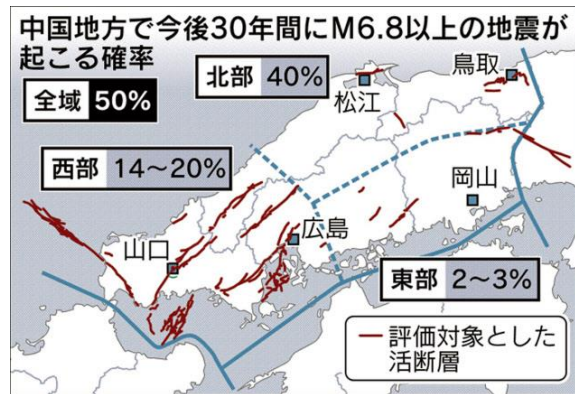 中国地方で今後30年間にM6.8以上の地震が
起こる確率
全域 50%
北部 40%
鳥取
松江
西部 14〜20%
岡山
広島
山口
東部 2〜3%
評価対象とした
活断層